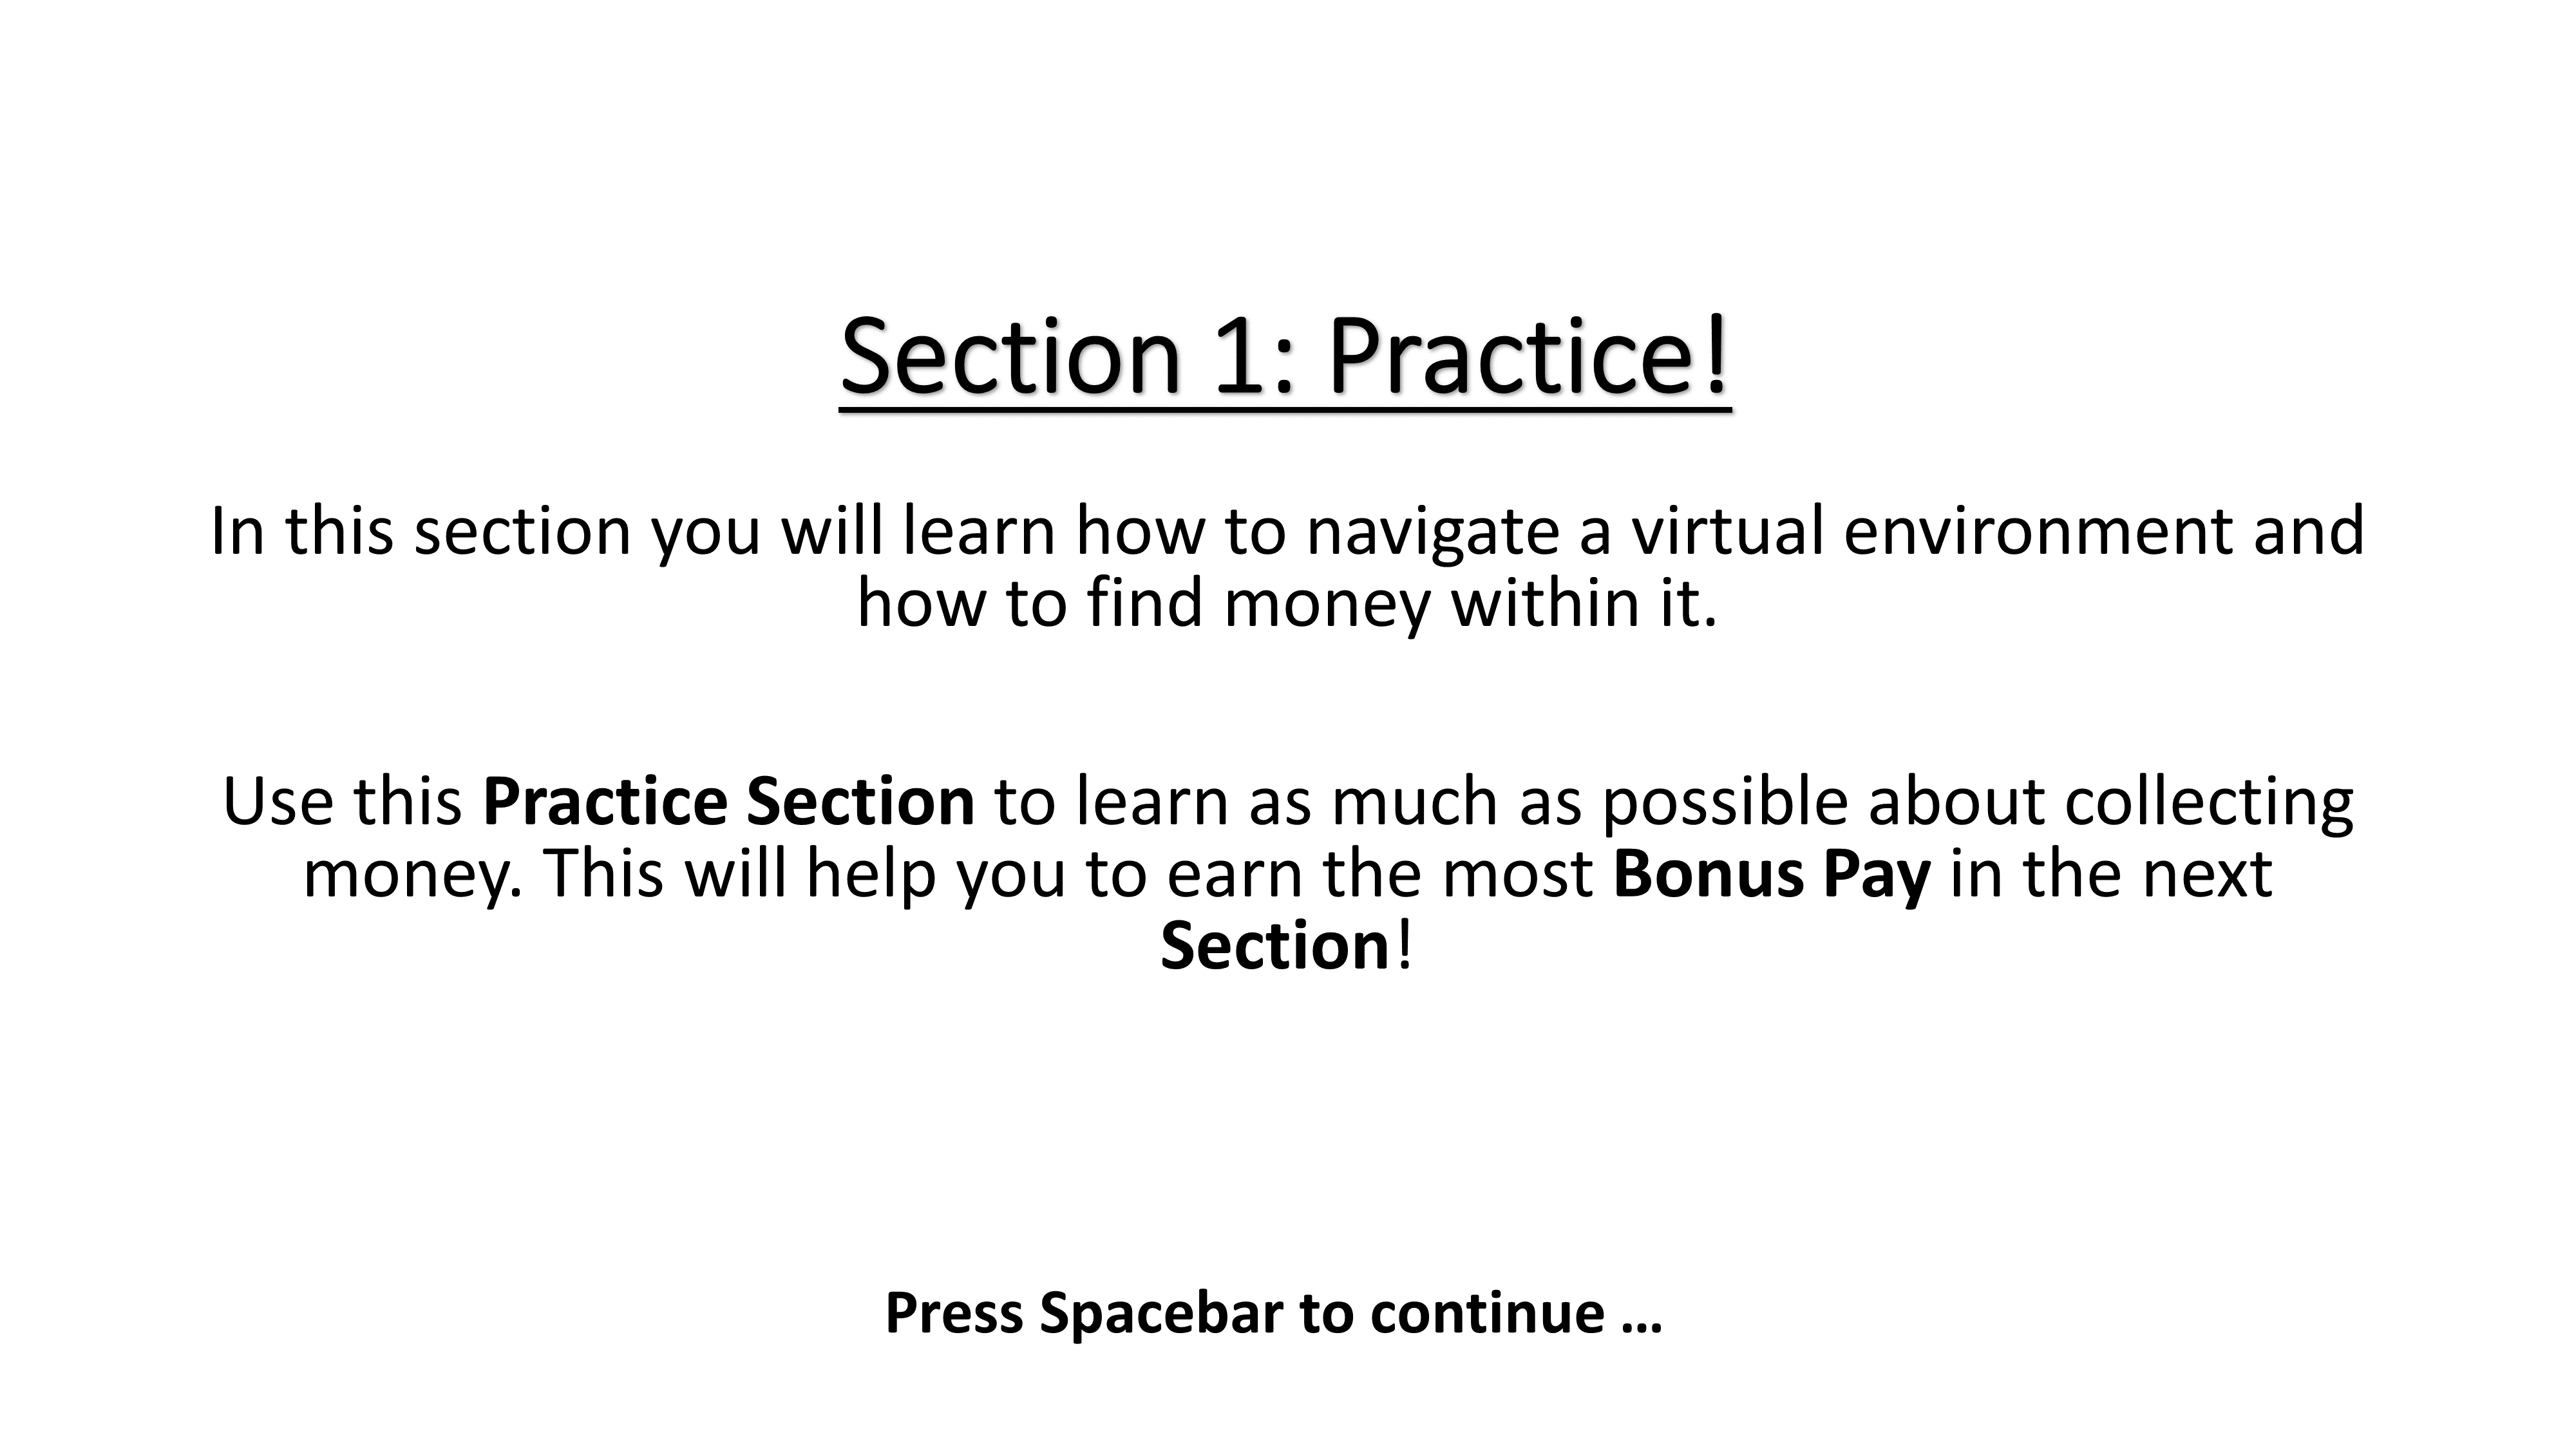 Section 1: Practice!
In this section you will learn how to navigate a virtual environment and
how to find money within it.
Use this Practice Section to learn as much as possible about collecting
money. This will help you to earn the most Bonus Pay in the next
Section!
Press Spacebar to continue …